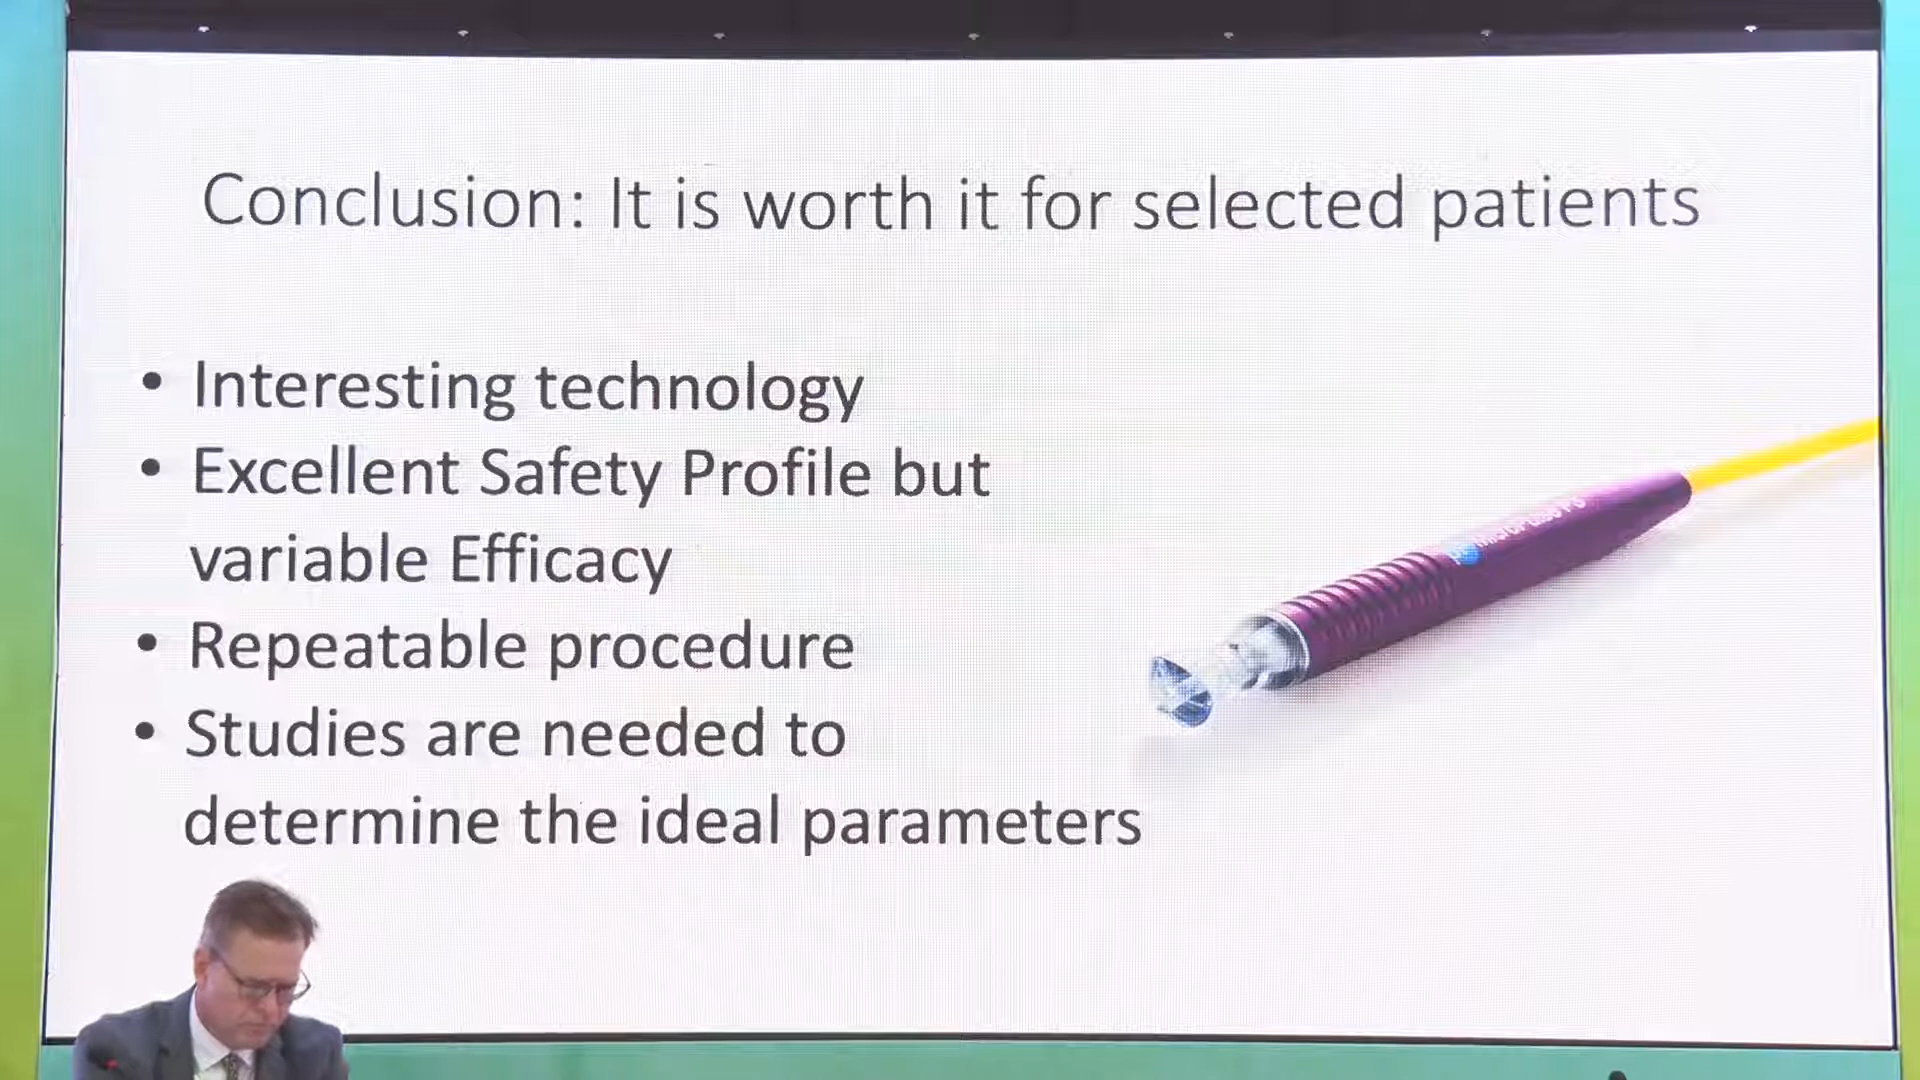 Conclusion: It is worth it for selected patients
• Interesting technology
• Excellent Safety Profile but
variable Efficacy
• Repeatable procedure
• Studies are needed to
determine the ideal parameters